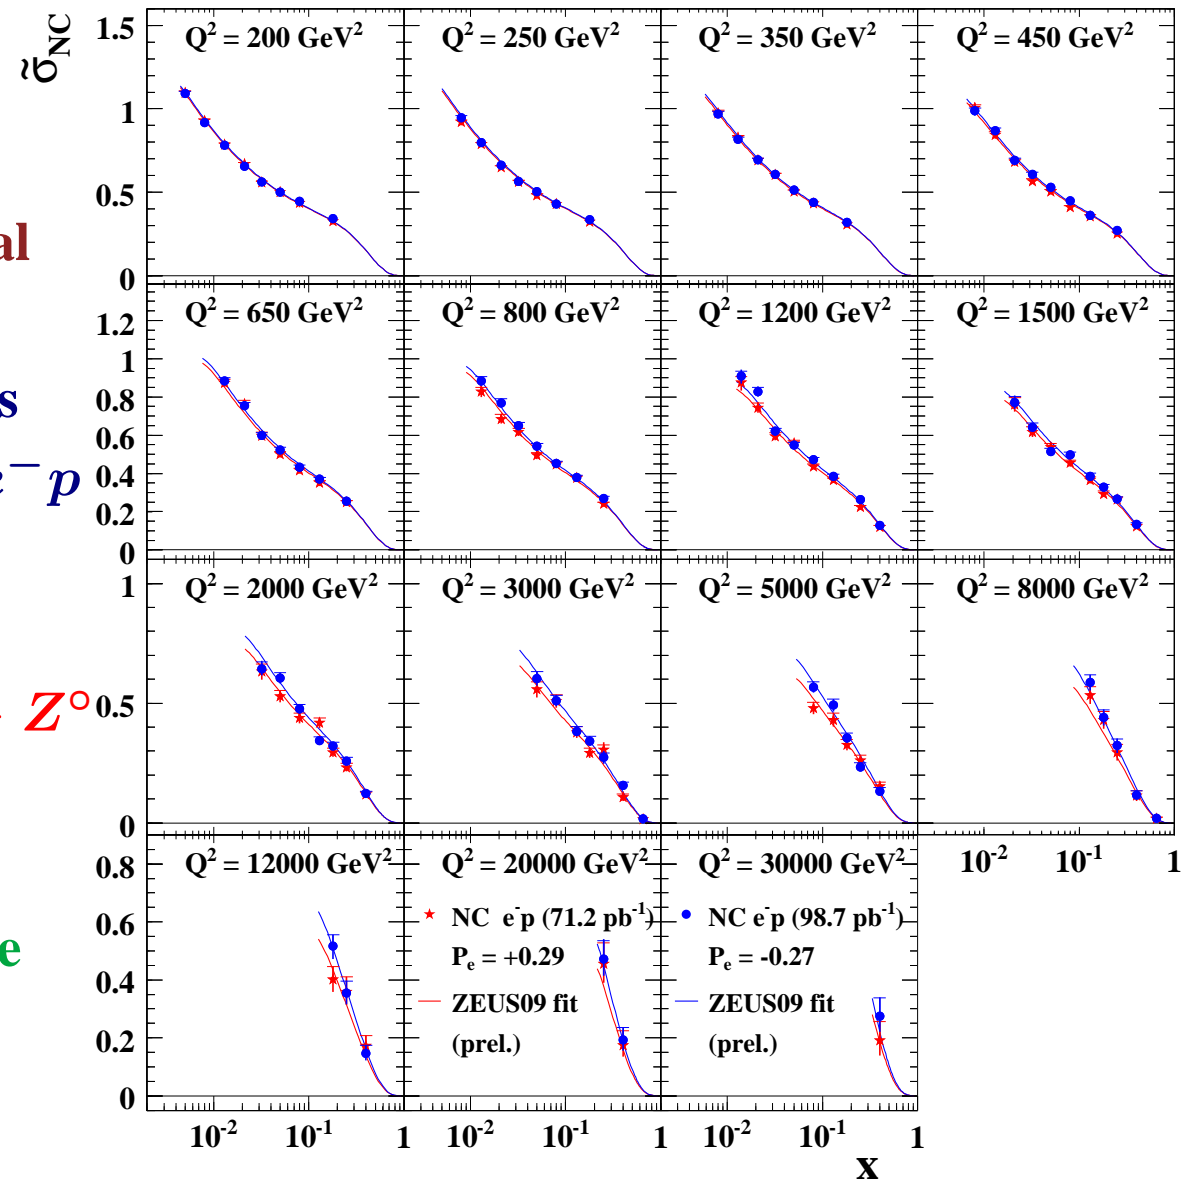 σ̃NC
1.5
1
0.5
0
Q² = 200 GeV²
Q² = 250 GeV²
Q² = 350 GeV²
Q² = 450 GeV²
al
1.2
1
0.8
0.6
0.4
0.2
0
Q² = 650 GeV²
Q² = 800 GeV²
Q² = 1200 GeV²
Q² = 1500 GeV²
s
⁻p
1
0.5
0
Q² = 2000 GeV²
Q² = 3000 GeV²
Q² = 5000 GeV²
Q² = 8000 GeV²
Z°
10⁻² 10⁻¹ 1
0.8
0.6
0.4
0.2
0
Q² = 12000 GeV²
Q² = 20000 GeV²
Q² = 30000 GeV²
e
NC e⁻p (71.2 pb⁻¹)
Pe = +0.29
ZEUS09 fit
(prel.)
NC e⁻p (98.7 pb⁻¹)
Pe = -0.27
ZEUS09 fit
(prel.)
10⁻² 10⁻¹ 1
10⁻² 10⁻¹ 1
10⁻² 10⁻¹ 1
x